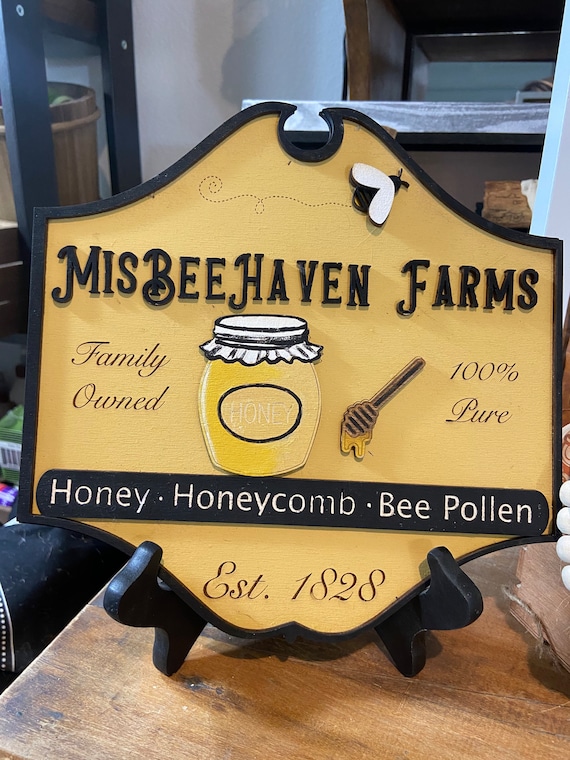 MisBeeHaven Farms
Family
Owned
100%
Pure
HONEY
Honey · Honeycomb · Bee Pollen
Est. 1828